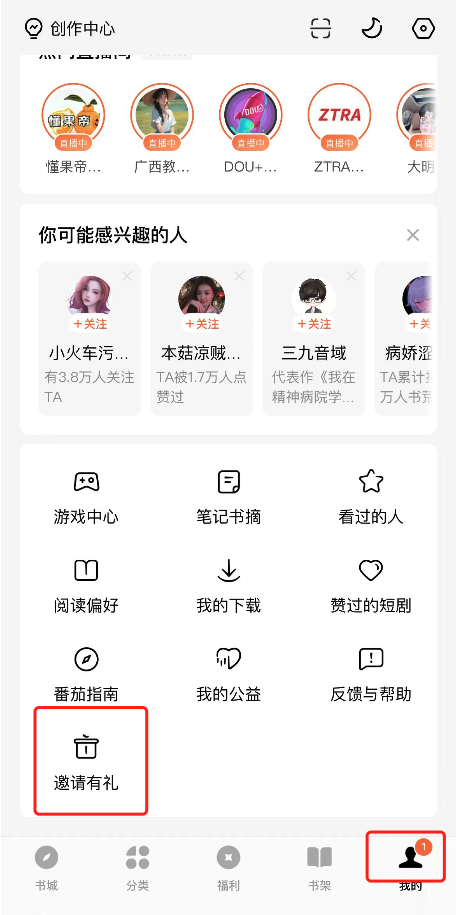 创作中心
懂果帝
DOU+
ZTRA
直播中
直播中
直播中
直播中
直播中
懂果帝...
广西教...
DOU+...
ZTRA...
大明
你可能感兴趣的人
+关注
+关注
+关注
+关
小火车污...
本菇凉贼...
三九音域
病娇涩
有3.8万人关注
TA
TA被1.7万人点
赞过
代表作《我在
精神病院学...
TA累计
万人书荒
游戏中心
笔记书摘
看过的人
阅读偏好
我的下载
赞过的短剧
番茄指南
我的公益
反馈与帮助
邀请有礼
1
书城
分类
福利
书架
我的